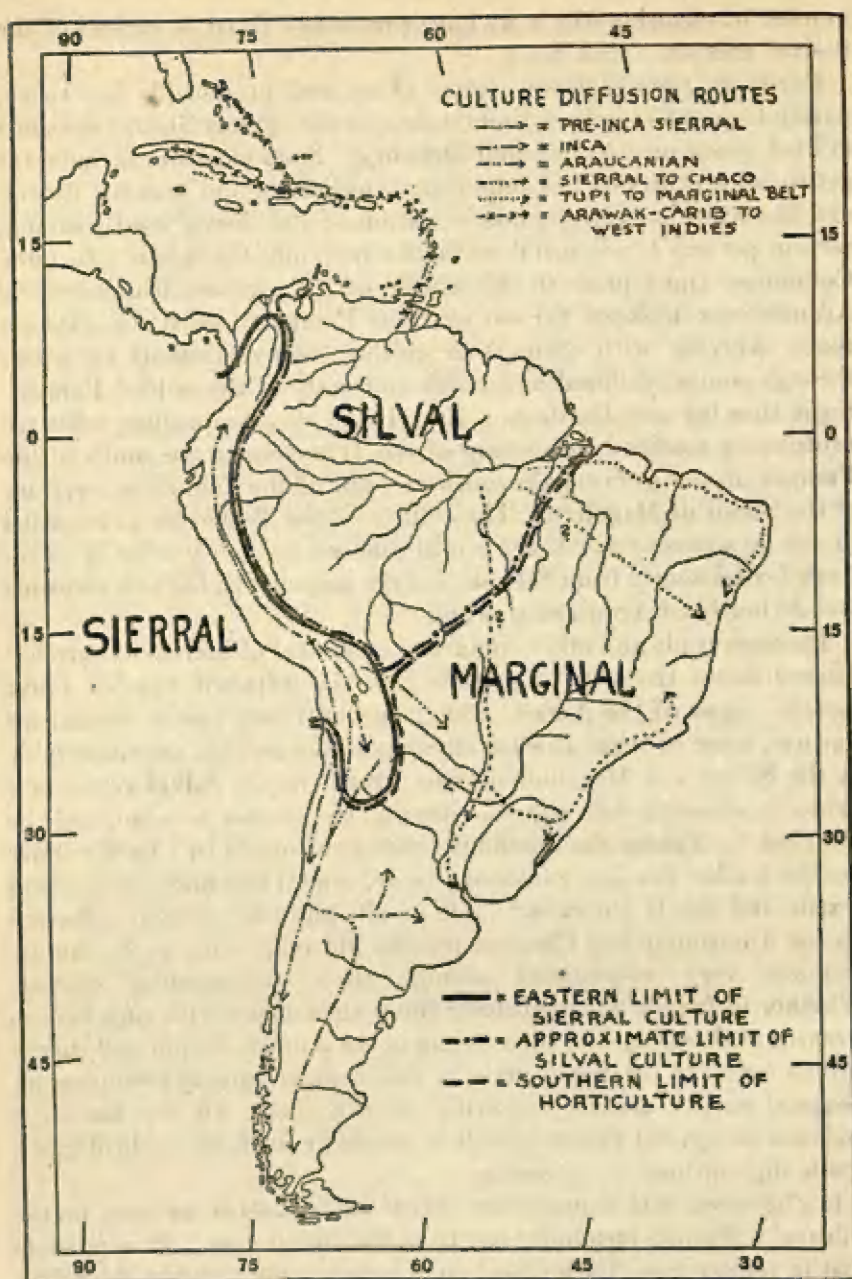 90 75 60 45
CULTURE DIFFUSION ROUTES
= PRE-INCA SIERRAL
= INCA
= ARAUCANIAN
= SIERRAL TO CHACO
= TUPI TO MARGINAL BELT
= ARAWAK-CARIB TO
WEST INDIES
15 15
SILVAL
0 0
?
?
15 SIERRAL 15
MARGINAL
30 30
= EASTERN LIMIT OF
SIERRAL CULTURE
= APPROXIMATE LIMIT OF
SILVAL CULTURE
= SOUTHERN LIMIT OF
HORTICULTURE
45 45
90 75 60 45 30